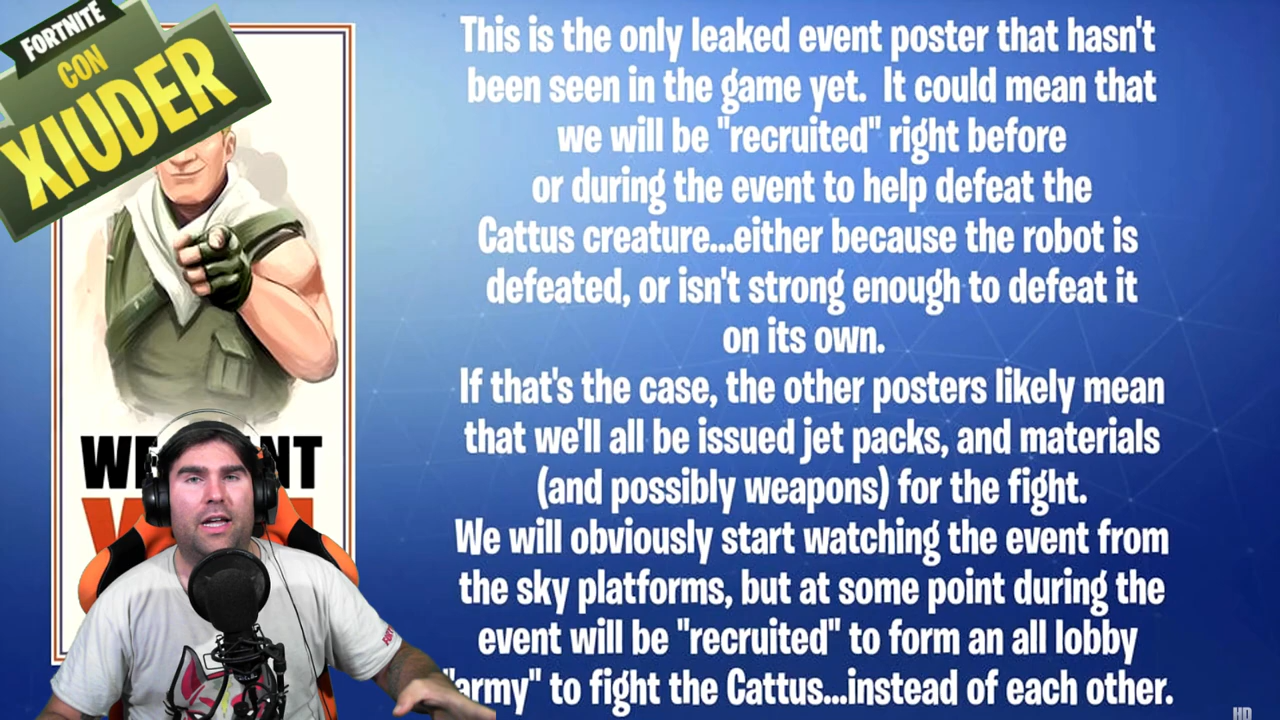 FORTNITE
CON
XIUDER
This is the only leaked event poster that hasn't
been seen in the game yet. It could mean that
we will be "recruited" right before
or during the event to help defeat the
Cattus creature...either because the robot is
defeated, or isn't strong enough to defeat it
on its own.
If that's the case, the other posters likely mean
that we'll all be issued jet packs, and materials
(and possibly weapons) for the fight.
We will obviously start watching the event from
the sky platforms, but at some point during the
event will be "recruited" to form an all lobby
"army" to fight the Cattus...instead of each other.
WE
HD